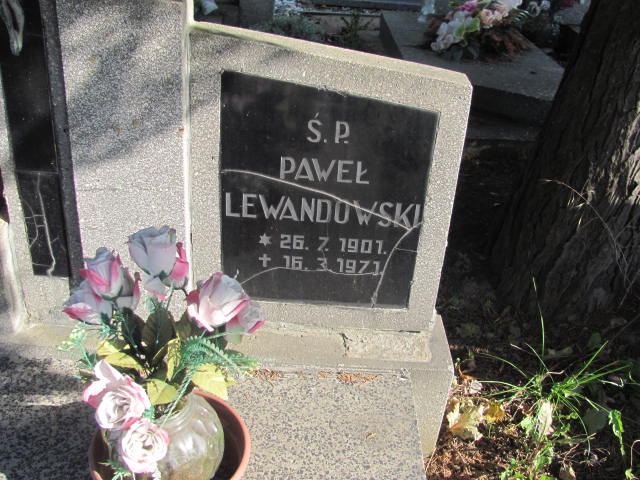 Ś. P.
PAWEŁ
LEWANDOWSKI
* 26. 7. 1901.
+ 16. 3. 1971.